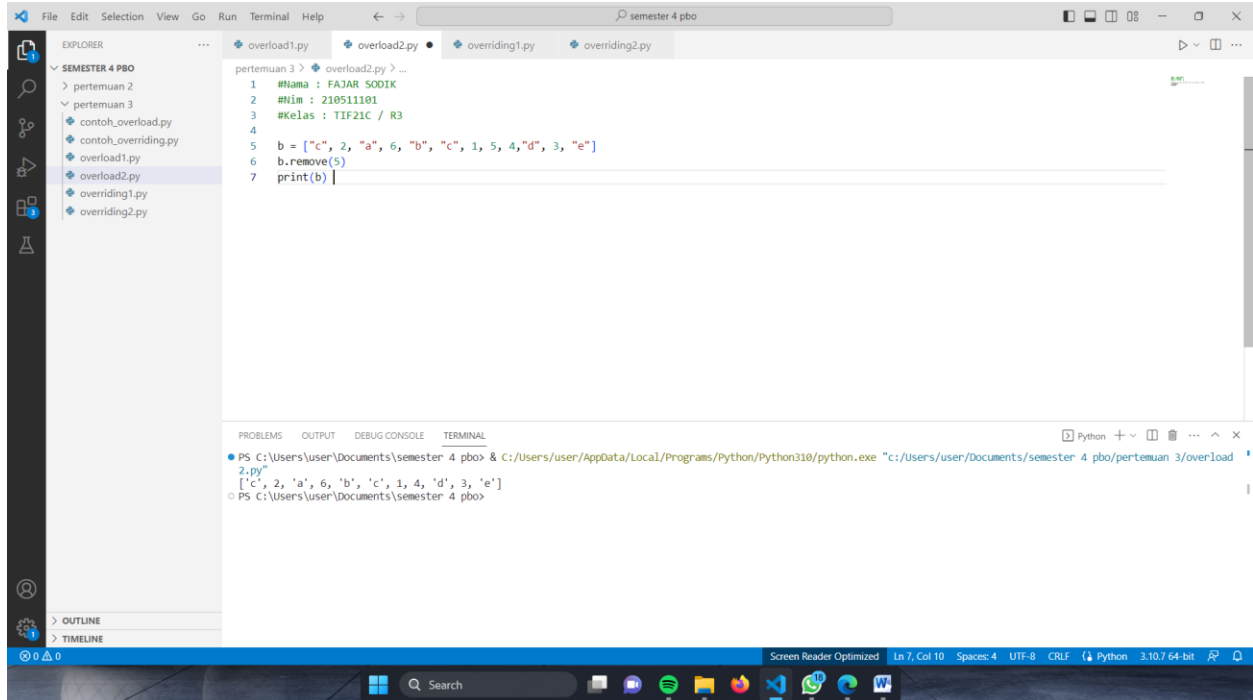 File Edit Selection View Go Run Terminal Help
semester 4 pbo
EXPLORER
SEMESTER 4 PBO
pertemuan 2
pertemuan 3
contoh_overload.py
contoh_overriding.py
overload1.py
overload2.py
overriding1.py
overriding2.py
OUTLINE
TIMELINE
1
3
1
overload1.py overload2.py overriding1.py overriding2.py
pertemuan 3 > overload2.py > ...
1 #Nama : FAJAR SODIK
2 #Nim : 210511101
3 #Kelas : TIF21C / R3
4
5 b = ["c", 2, "a", 6, "b", "c", 1, 5, 4,"d", 3, "e"]
6 b.remove(5)
7 print(b)
PROBLEMS OUTPUT DEBUG CONSOLE TERMINAL
Python
PS C:\Users\user\Documents\semester 4 pbo> & C:/Users/user/AppData/Local/Programs/Python/Python310/python.exe "c:/Users/user/Documents/semester 4 pbo/pertemuan 3/overload
2.py"
['c', 2, 'a', 6, 'b', 'c', 1, 4, 'd', 3, 'e']
PS C:\Users\user\Documents\semester 4 pbo>
0 0 Screen Reader Optimized Ln 7, Col 10 Spaces: 4 UTF-8 CRLF Python 3.10.7 64-bit
Search
18
W